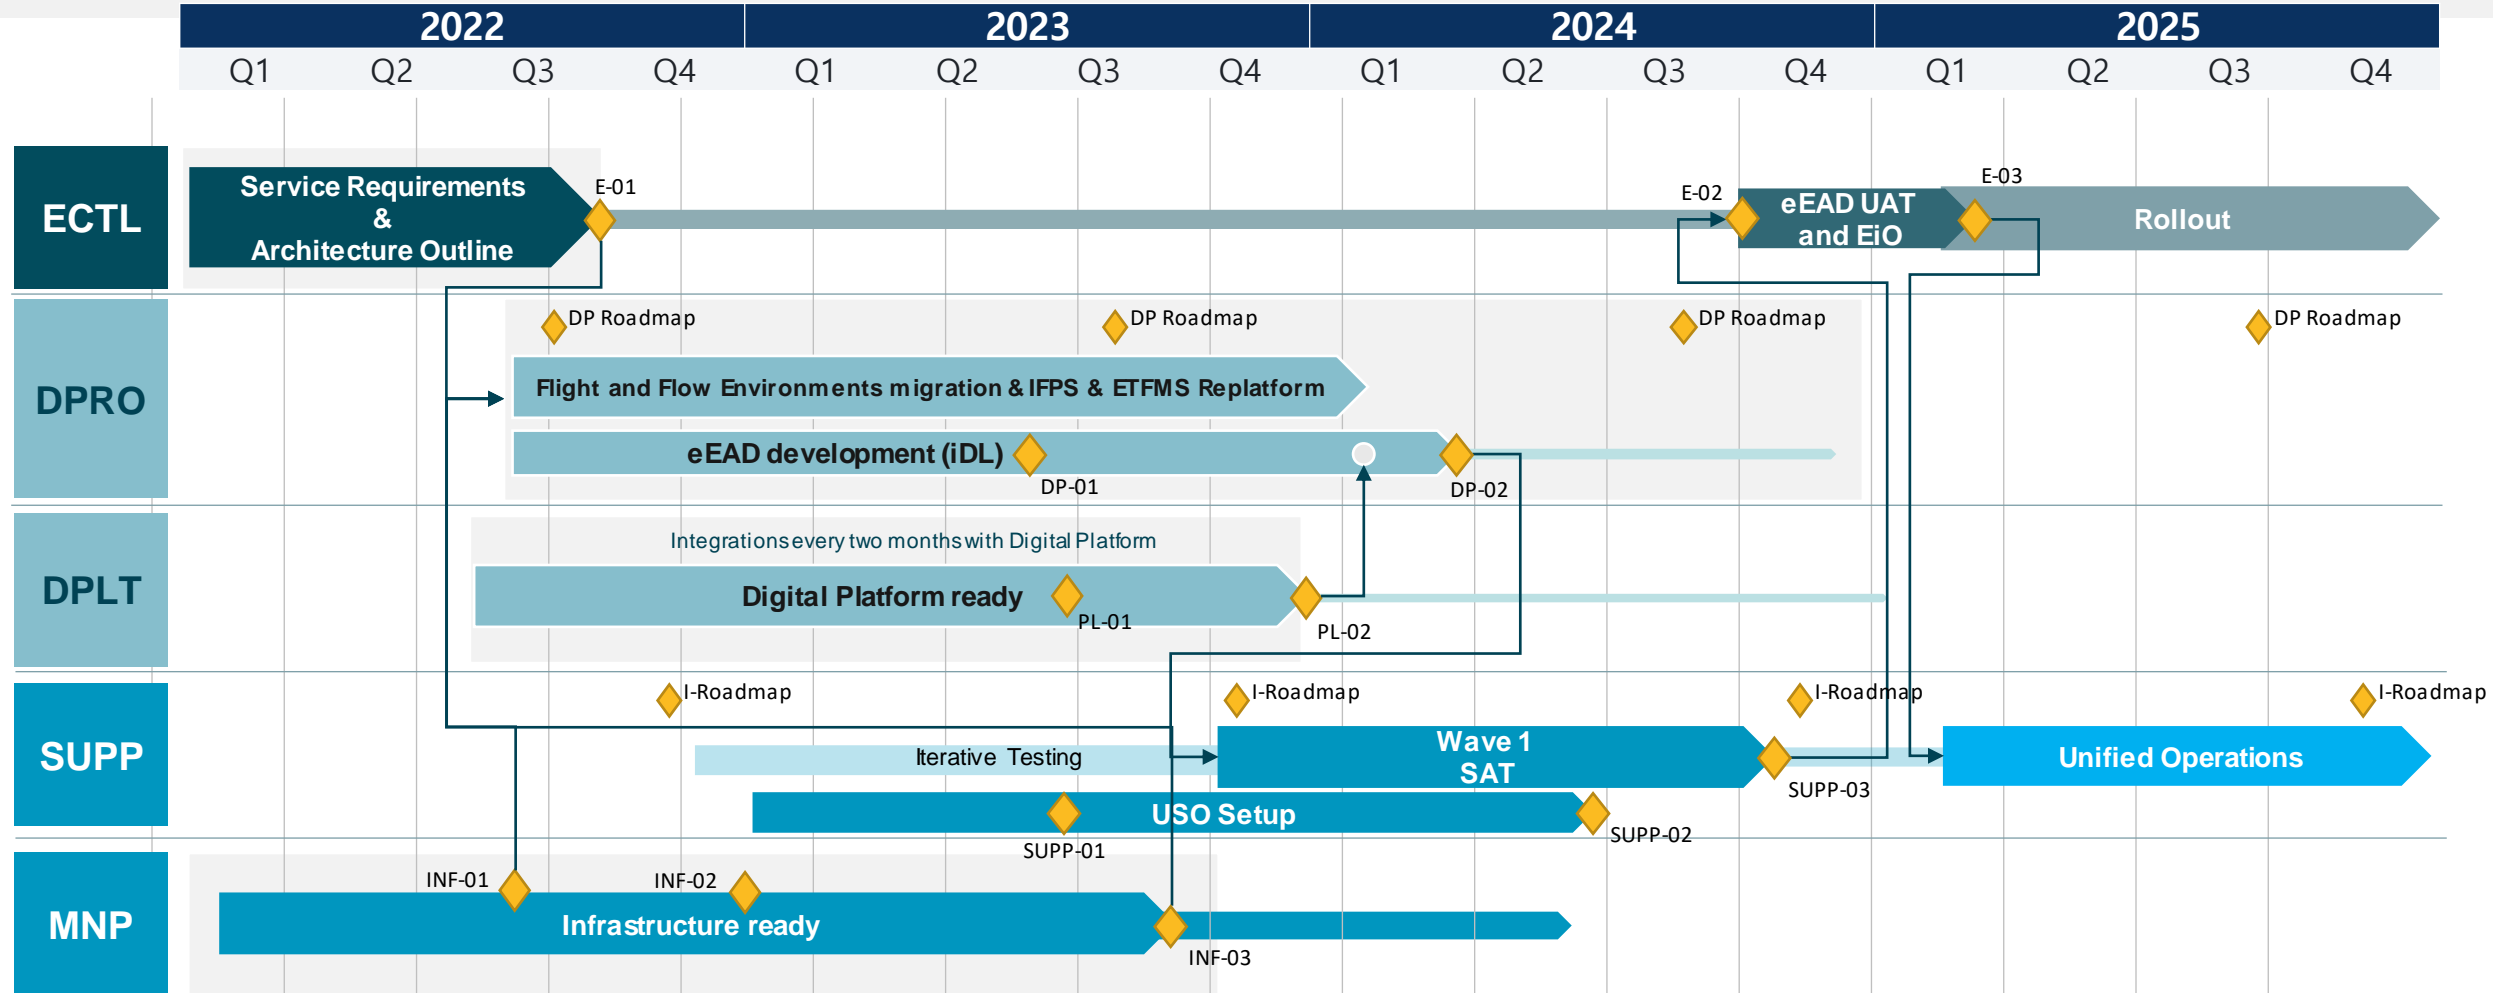 2022 2023 2024 2025
Q1 Q2 Q3 Q4 Q1 Q2 Q3 Q4 Q1 Q2 Q3 Q4 Q1 Q2 Q3 Q4
ECTL
Service Requirements
&
Architecture Outline
E-01
E-02
eEAD UAT
and EiO
E-03
Rollout
DPRO
DP Roadmap DP Roadmap DP Roadmap DP Roadmap
Flight and Flow Environments migration & IFPS & ETFMS Replatform
eEAD development (iDL)
DP-01
DP-02
DPLT
Integrations every two months with Digital Platform
Digital Platform ready
PL-01
PL-02
SUPP
I-Roadmap I-Roadmap I-Roadmap I-Roadmap
Iterative Testing
Wave 1
SAT
SUPP-03
Unified Operations
USO Setup
SUPP-01
SUPP-02
MNP
INF-01
INF-02
Infrastructure ready
INF-03